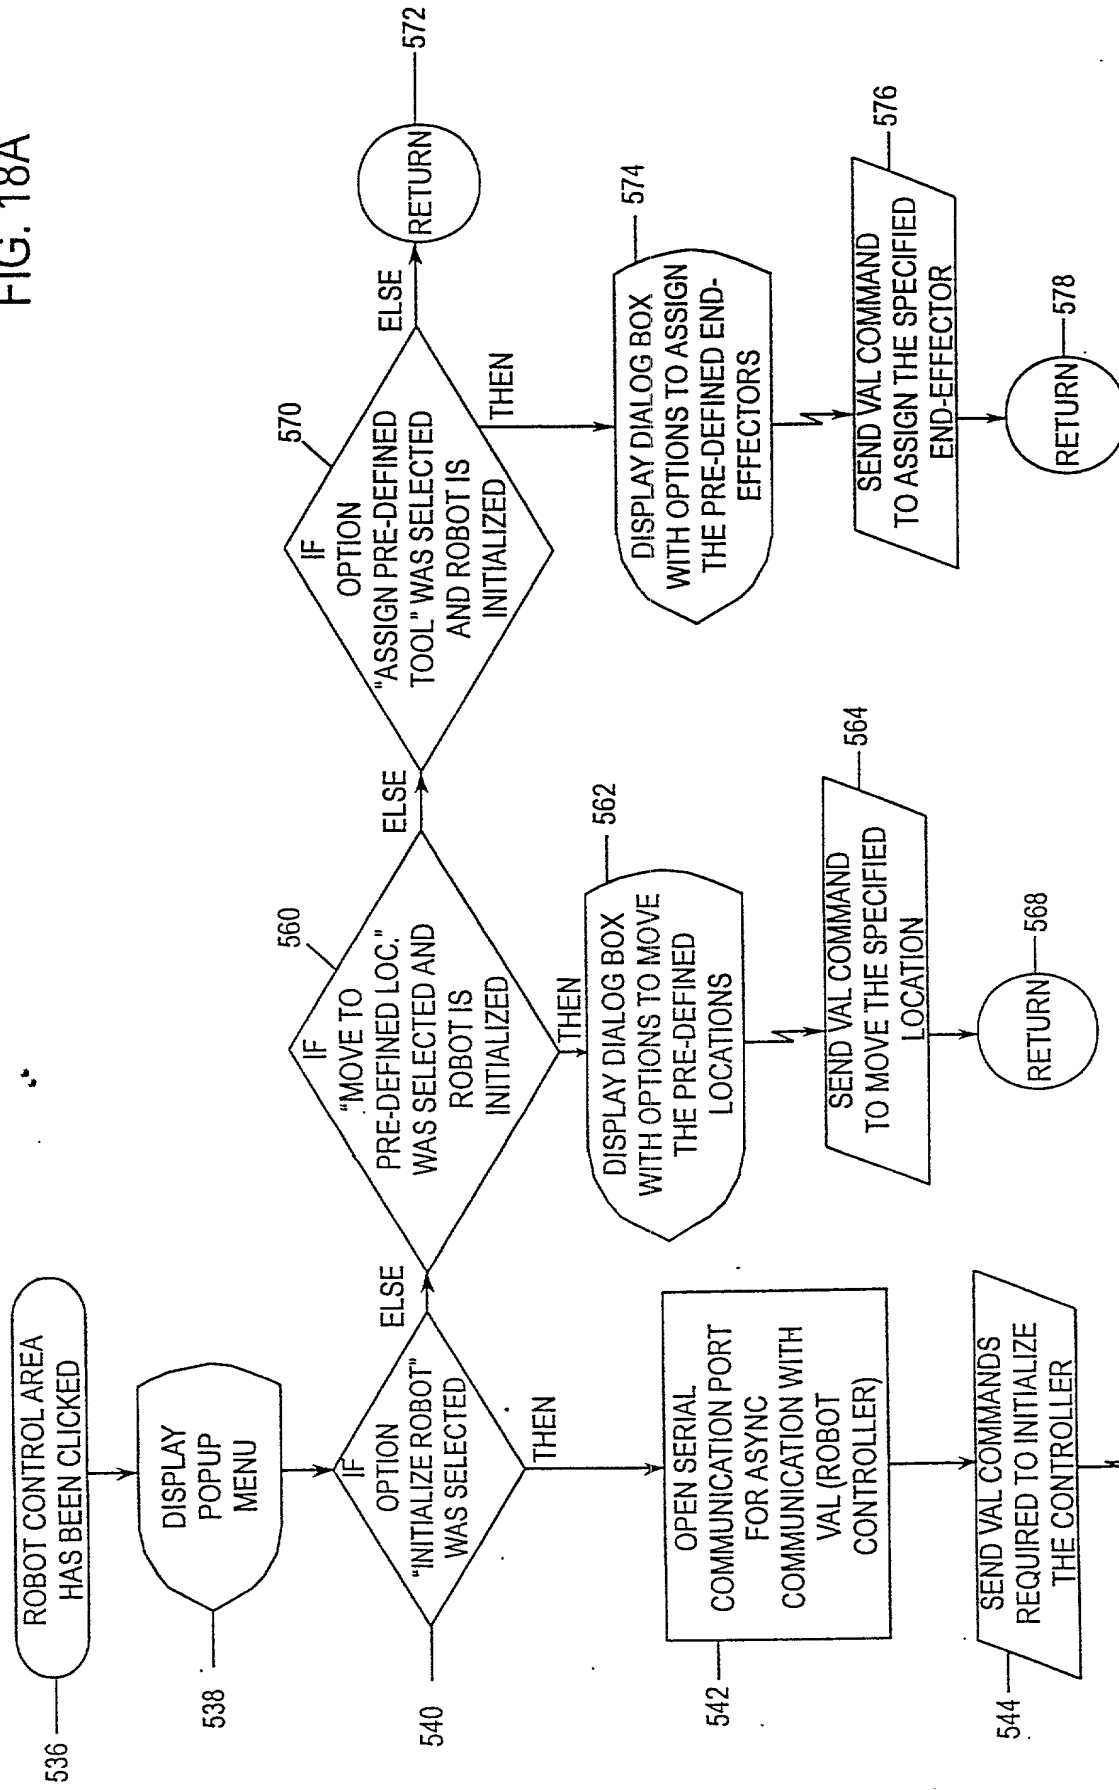 FIG. 18A
536
ROBOT CONTROL AREA
HAS BEEN CLICKED
538
DISPLAY
POPUP
MENU
540
IF
OPTION
"INITIALIZE ROBOT"
WAS SELECTED
ELSE
THEN
542
OPEN SERIAL
COMMUNICATION PORT
FOR ASYNC
COMMUNICATION WITH
VAL (ROBOT
CONTROLLER)
544
SEND VAL COMMANDS
REQUIRED TO INITIALIZE
THE CONTROLLER
560
IF
"MOVE TO
PRE-DEFINED LOC."
WAS SELECTED AND
ROBOT IS
INITIALIZED
ELSE
THEN
562
DISPLAY DIALOG BOX
WITH OPTIONS TO MOVE
THE PRE-DEFINED
LOCATIONS
564
SEND VAL COMMAND
TO MOVE THE SPECIFIED
LOCATION
RETURN
568
570
IF
OPTION
"ASSIGN PRE-DEFINED
TOOL" WAS SELECTED
AND ROBOT IS
INITIALIZED
ELSE
RETURN
572
THEN
574
DISPLAY DIALOG BOX
WITH OPTIONS TO ASSIGN
THE PRE-DEFINED END-
EFFECTORS
576
SEND VAL COMMAND
TO ASSIGN THE SPECIFIED
END-EFFECTOR
RETURN
578